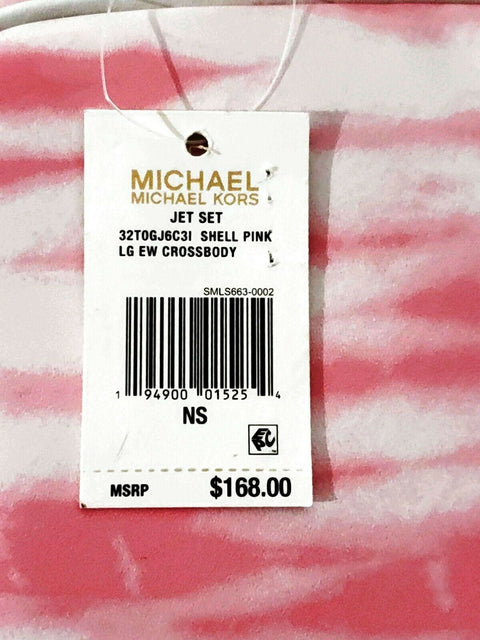 MICHAEL
MICHAEL KORS
JET SET
32T0GJ6C3I SHELL PINK
LG EW CROSSBODY
SMLS663-0002
1 94900 01525 4
NS
MSRP $168.00